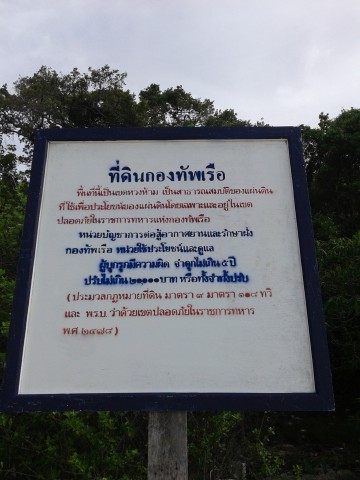 ที่ดินกองทัพเรือ
พื้นที่นี้เป็นเขตหวงห้าม เป็นสาธารณสมบัติของแผ่นดิน
ที่ใช้เพื่อประโยชน์ของแผ่นดินโดยเฉพาะและอยู่ในเขต
ปลอดภัยในราชการทหารแห่งกองทัพเรือ
หน่วยบัญชาการต่อสู้อากาศยานและรักษาฝั่ง
กองทัพเรือ หน่วยใช้ประโยชน์และดูแล
ผู้บุกรุกมีความผิด จำคุกไม่เกิน ๕ ปี
ปรับไม่เกิน ๒๐,๐๐๐ บาท หรือทั้งจำทั้งปรับ
(ประมวลกฎหมายที่ดิน มาตรา ๙ มาตรา ๑๐๘ ทวิ
และ พ.ร.บ. ว่าด้วยเขตปลอดภัยในราชการทหาร
พ.ศ.๒๔๗๘)